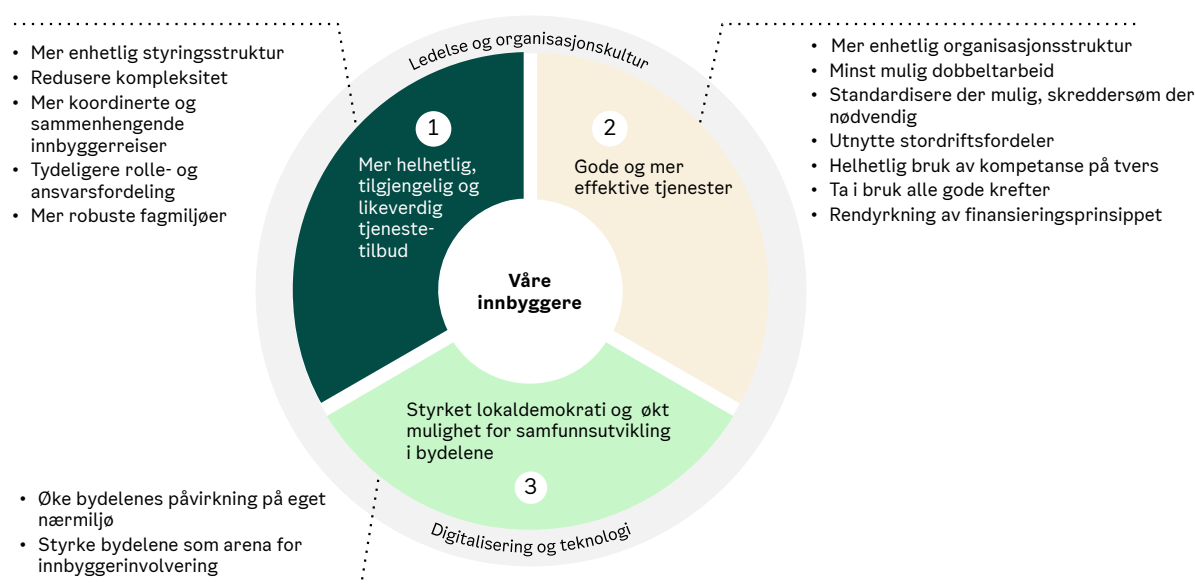 Ledelse og organisasjonskultur
• Mer enhetlig styringsstruktur
• Redusere kompleksitet
• Mer koordinerte og
sammenhengende
innbyggerreiser
• Tydeligere rolle- og
ansvarsfordeling
• Mer robuste fagmiljøer
1
Mer helhetlig,
tilgjengelig og
likeverdig
tjeneste-
tilbud
2
Gode og mer
effektive tjenester
• Mer enhetlig organisasjonsstruktur
• Minst mulig dobbeltarbeid
• Standardisere der mulig, skreddersøm der
nødvendig
• Utnytte stordriftsfordeler
• Helhetlig bruk av kompetanse på tvers
• Ta i bruk alle gode krefter
• Rendyrkning av finansieringsprinsippet
Våre
innbyggere
Styrket lokaldemokrati og økt
mulighet for samfunnsutvikling
i bydelene
3
• Øke bydelenes påvirkning på eget
nærmiljø
• Styrke bydelene som arena for
innbyggerinvolvering
Digitalisering og teknologi